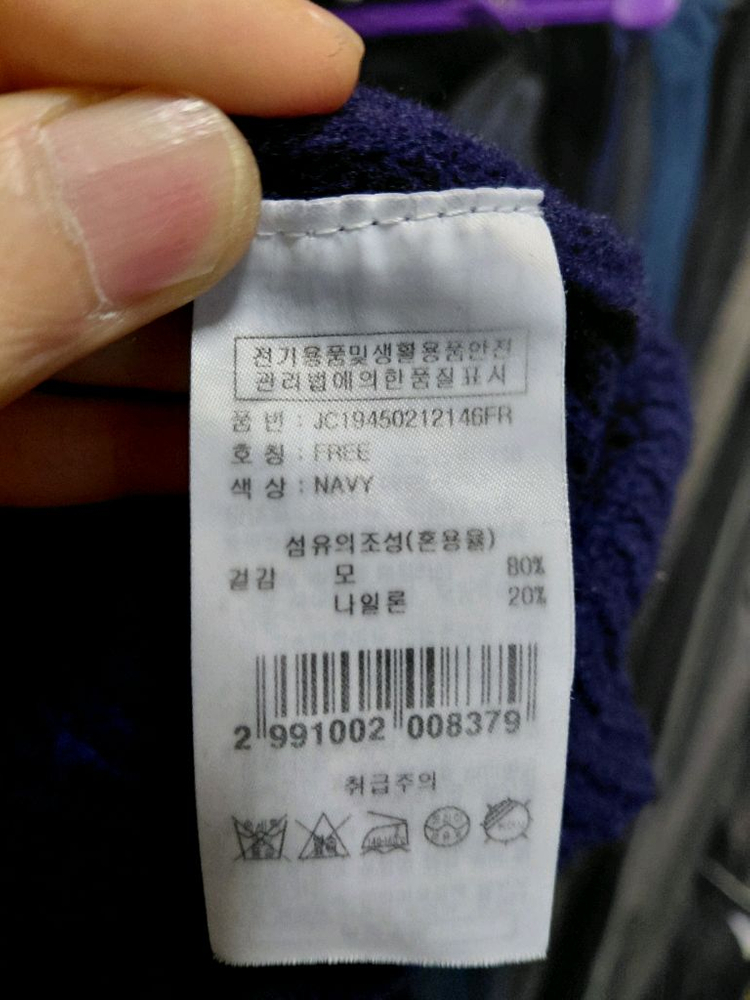 전기용품및생활용품안전
관리법에의한품질표시
품 번 : JC19450212146FR
호 칭 : FREE
색 상 : NAVY
섬유의조성(혼용율)
겉감 모 80%
나일론 20%
2 991002 008379
취급주의